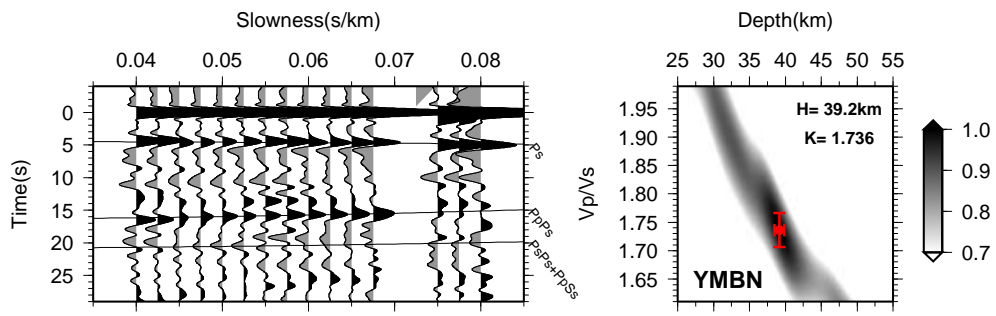 Slowness(s/km)
0.04 0.05 0.06 0.07 0.08
Time(s)
0
5
10
15
20
25
Ps
PpPs
PsPs+PpSs
Depth(km)
25 30 35 40 45 50 55
Vp/Vs
1.95
1.90
1.85
1.80
1.75
1.70
1.65
H= 39.2km
K= 1.736
YMBN
1.0
0.9
0.8
0.7